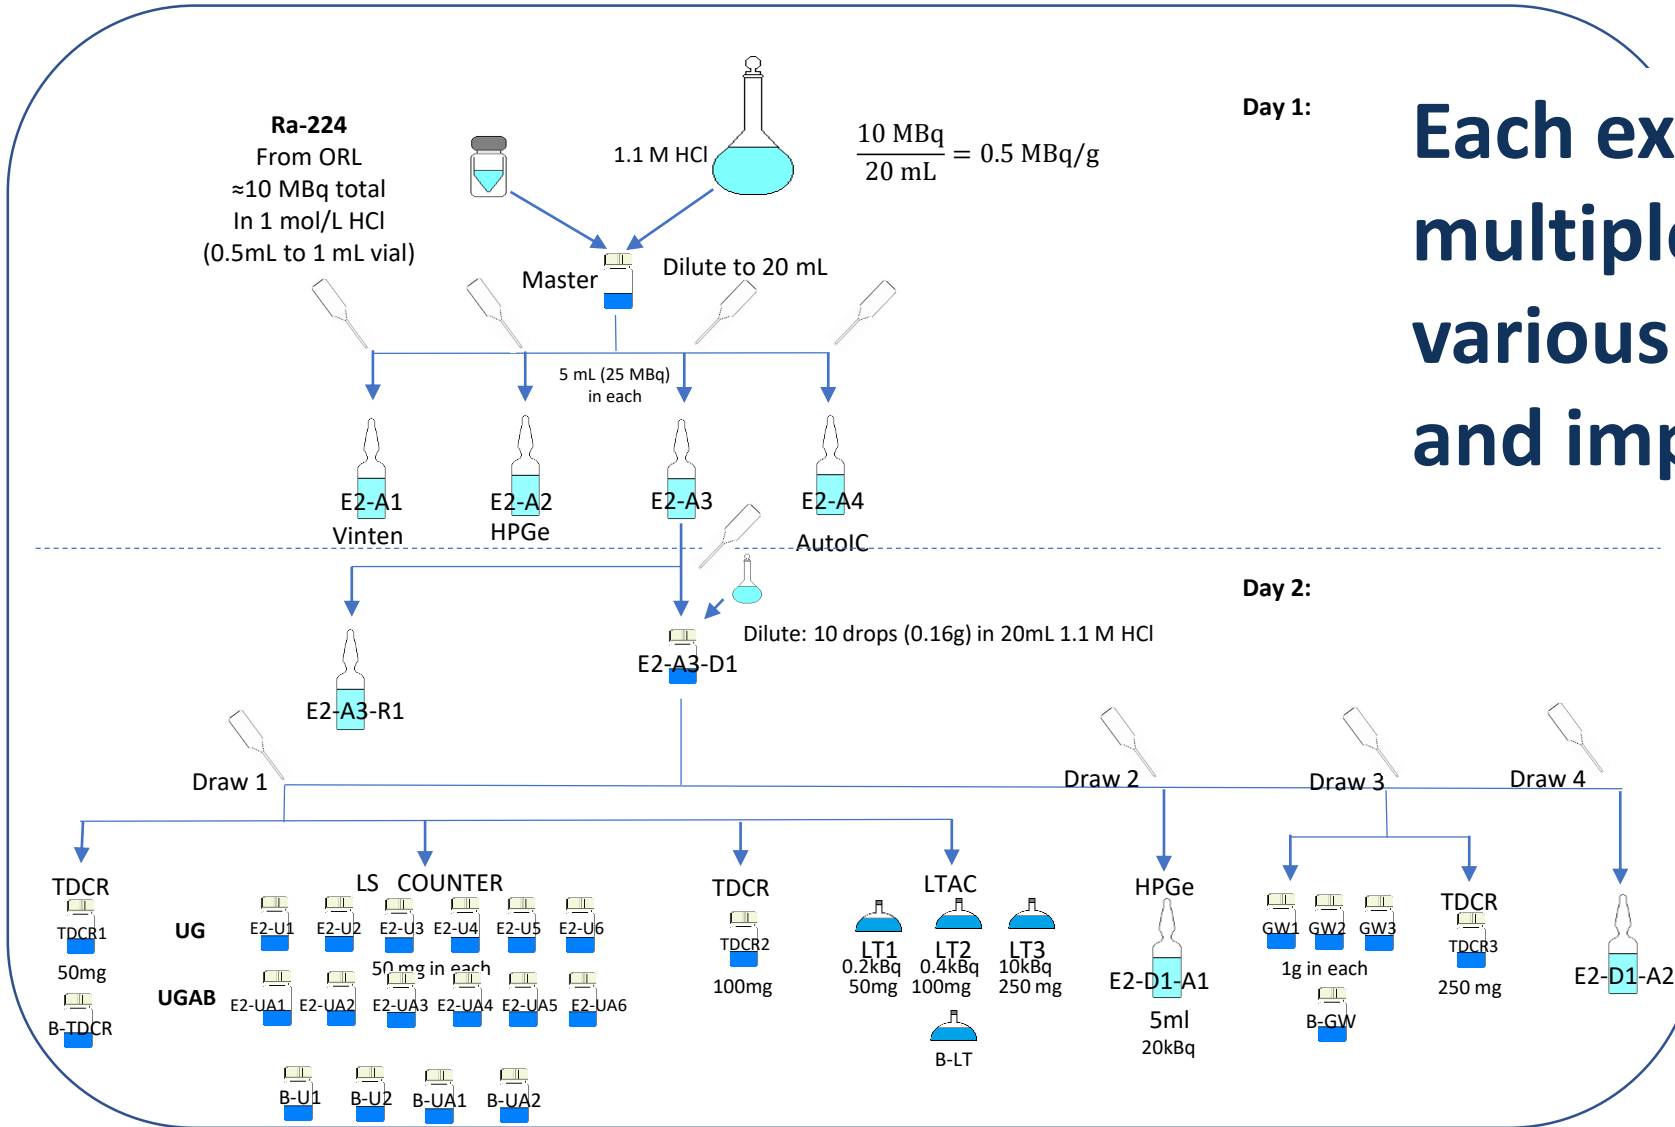 Ra-224
From ORL
≈10 MBq total
In 1 mol/L HCl
(0.5mL to 1 mL vial)
1.1 M HCl
10 MBq
20 mL
= 0.5 MBq/g
Day 1:
Each ex
multiple
various
and imp
Master
Dilute to 20 mL
5 mL (25 MBq)
in each
E2-A1
Vinten
E2-A2
HPGe
E2-A3
E2-A4
AutoIC
Day 2:
Dilute: 10 drops (0.16g) in 20mL 1.1 M HCl
E2-A3-D1
E2-A3-R1
Draw 1
Draw 2
Draw 3
Draw 4
TDCR
TDCR1
50mg
B-TDCR
LS COUNTER
UG
E2-U1
E2-U2
E2-U3
E2-U4
E2-U5
E2-U6
50 mg in each
UGAB
E2-UA1
E2-UA2
E2-UA3
E2-UA4
E2-UA5
E2-UA6
B-U1
B-U2
B-UA1
B-UA2
TDCR
TDCR2
100mg
LTAC
LT1
0.2kBq
50mg
LT2
0.4kBq
100mg
LT3
10kBq
250 mg
B-LT
HPGe
E2-D1-A1
5ml
20kBq
GW1
GW2
GW3
1g in each
B-GW
TDCR
TDCR3
250 mg
E2-D1-A2